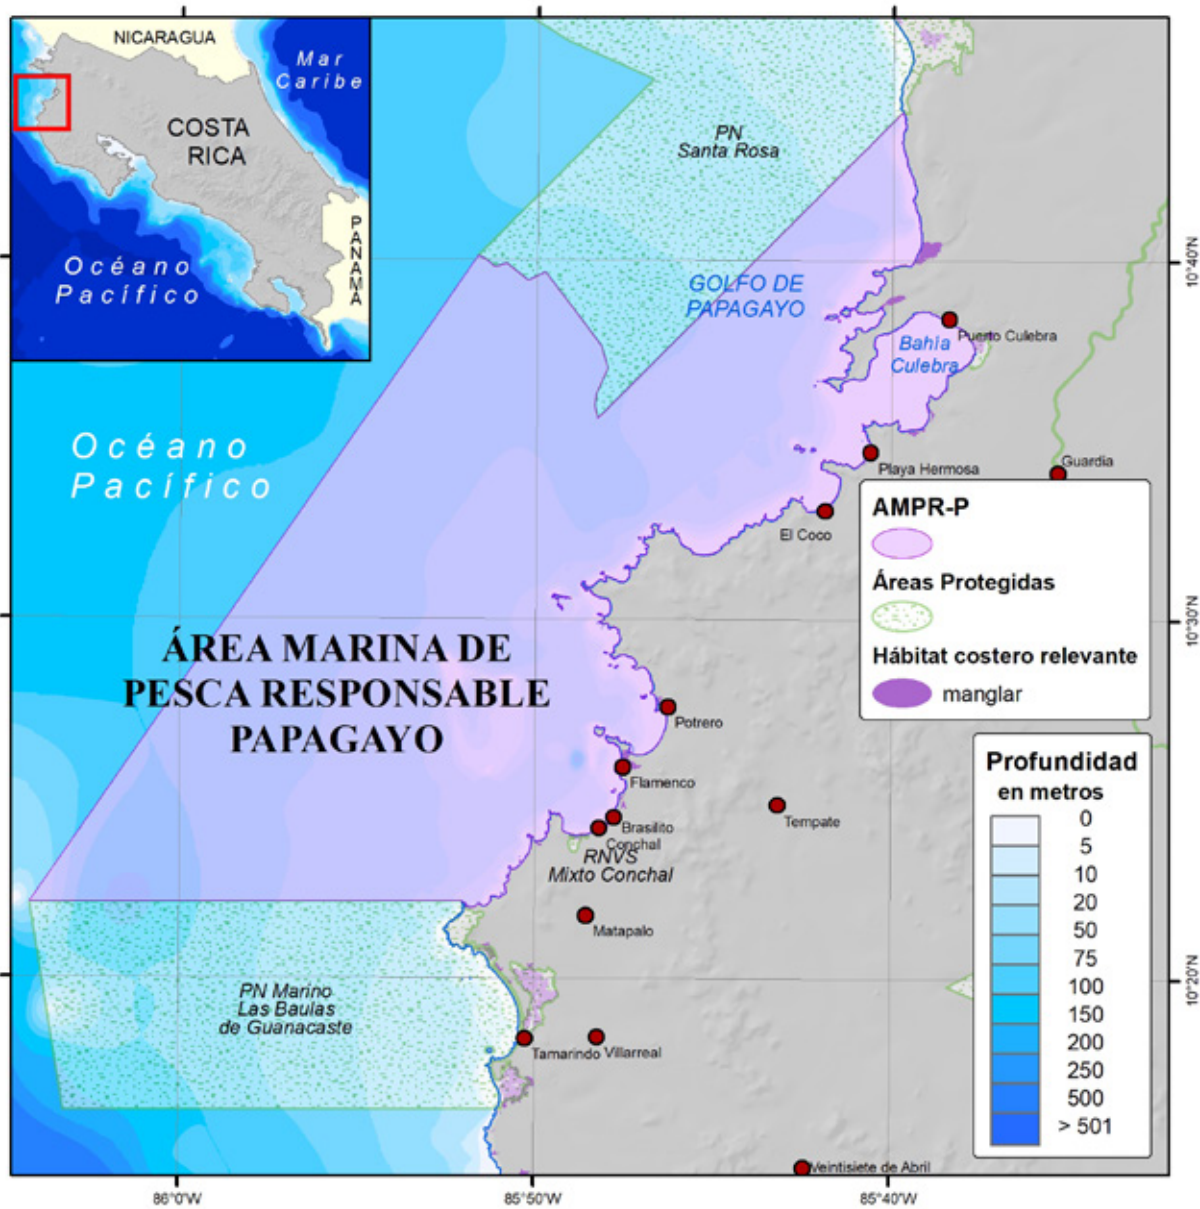 NICARAGUA
Mar
Caribe
COSTA
RICA
PANAMÁ
Océano
Pacífico
PN
Santa Rosa
GOLFO DE
PAPAGAYO
Bahía
Culebra
Puerto Culebra
Océano
Pacífico
Playa Hermosa
Guardia
El Coco
AMPR-P
Áreas Protegidas
Hábitat costero relevante
manglar
ÁREA MARINA DE
PESCA RESPONSABLE
PAPAGAYO
Potrero
Flamenco
Brasilito
Conchal
RNVS
Mixto Conchal
Tempate
Matapalo
PN Marino
Las Baulas
de Guanacaste
Tamarindo
Villarreal
Veintisiete de Abril
Profundidad
en metros
0
5
10
20
50
75
100
150
200
250
500
> 501
10°40'N
10°30'N
10°20'N
86°0'W
85°50'W
85°40'W